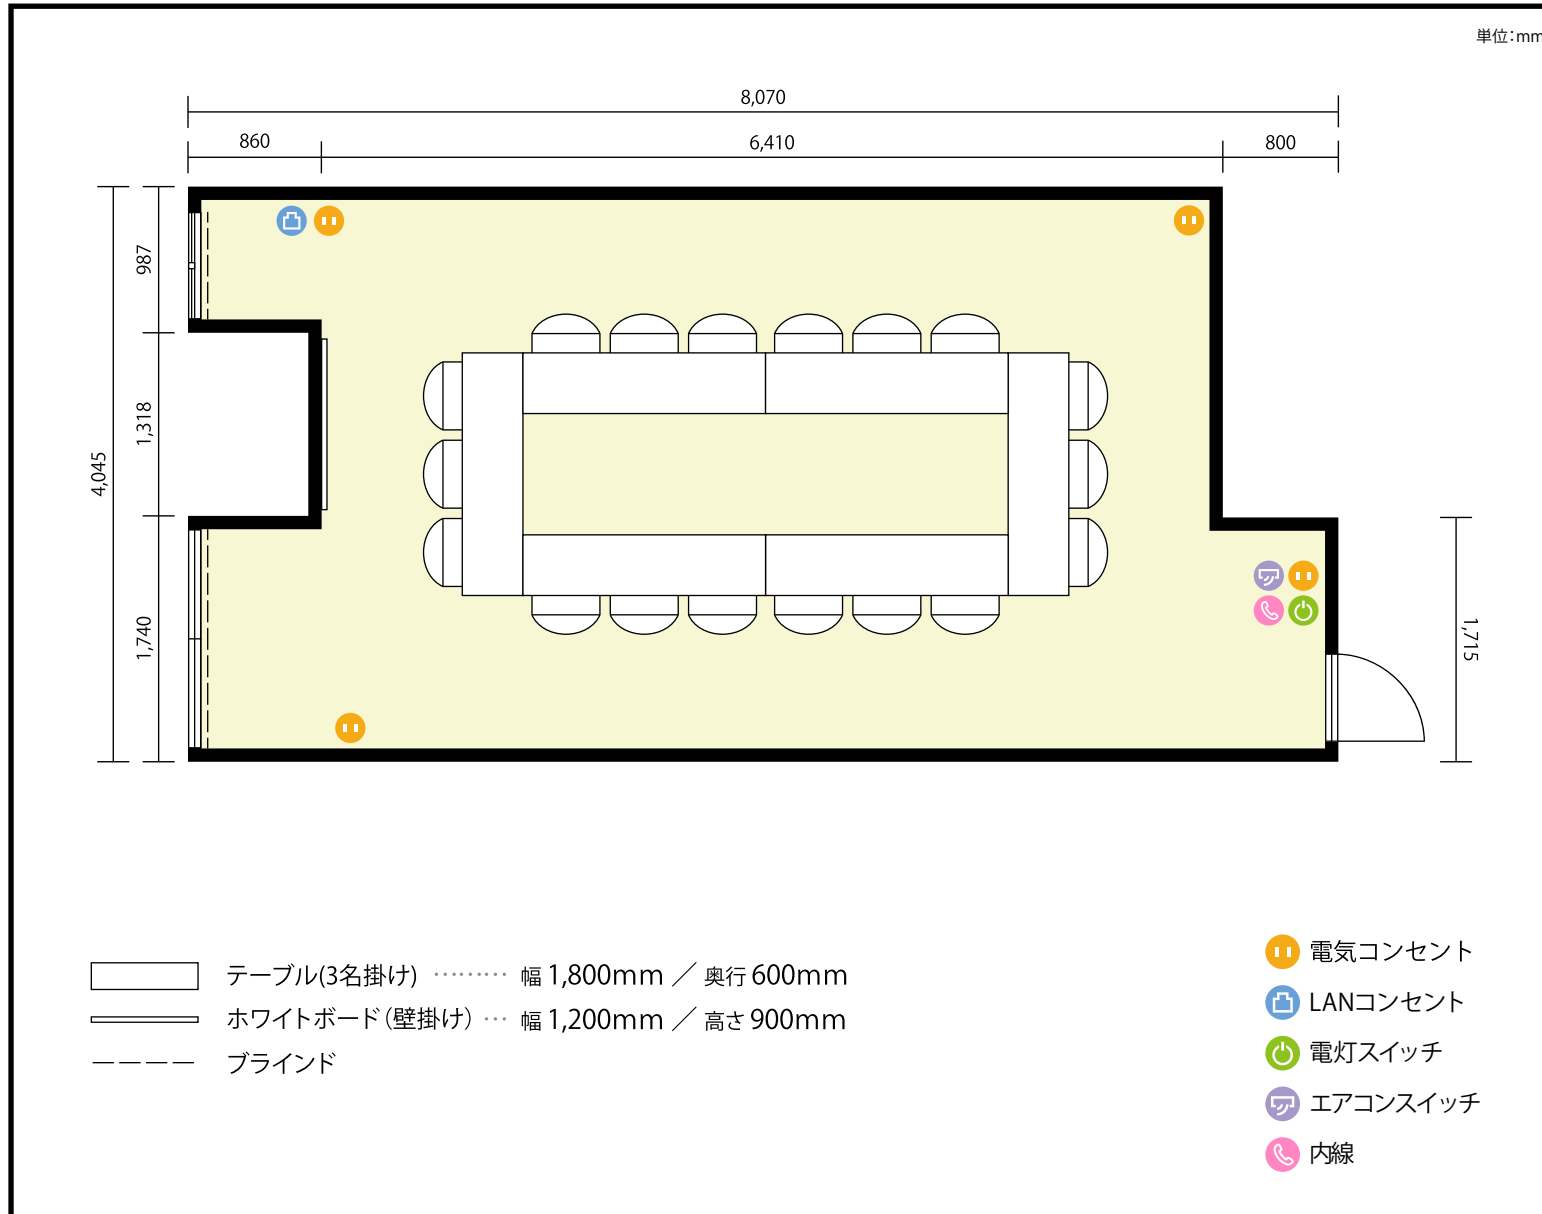 単位：mm
8,070
860
6,410
800
987
1,318
4,045
1,740
1,715
テーブル(3名掛け) ……… 幅 1,800mm ／ 奥行 600mm
ホワイトボード（壁掛け） … 幅 1,200mm ／ 高さ 900mm
ブラインド
電気コンセント
LANコンセント
電灯スイッチ
エアコンスイッチ
内線